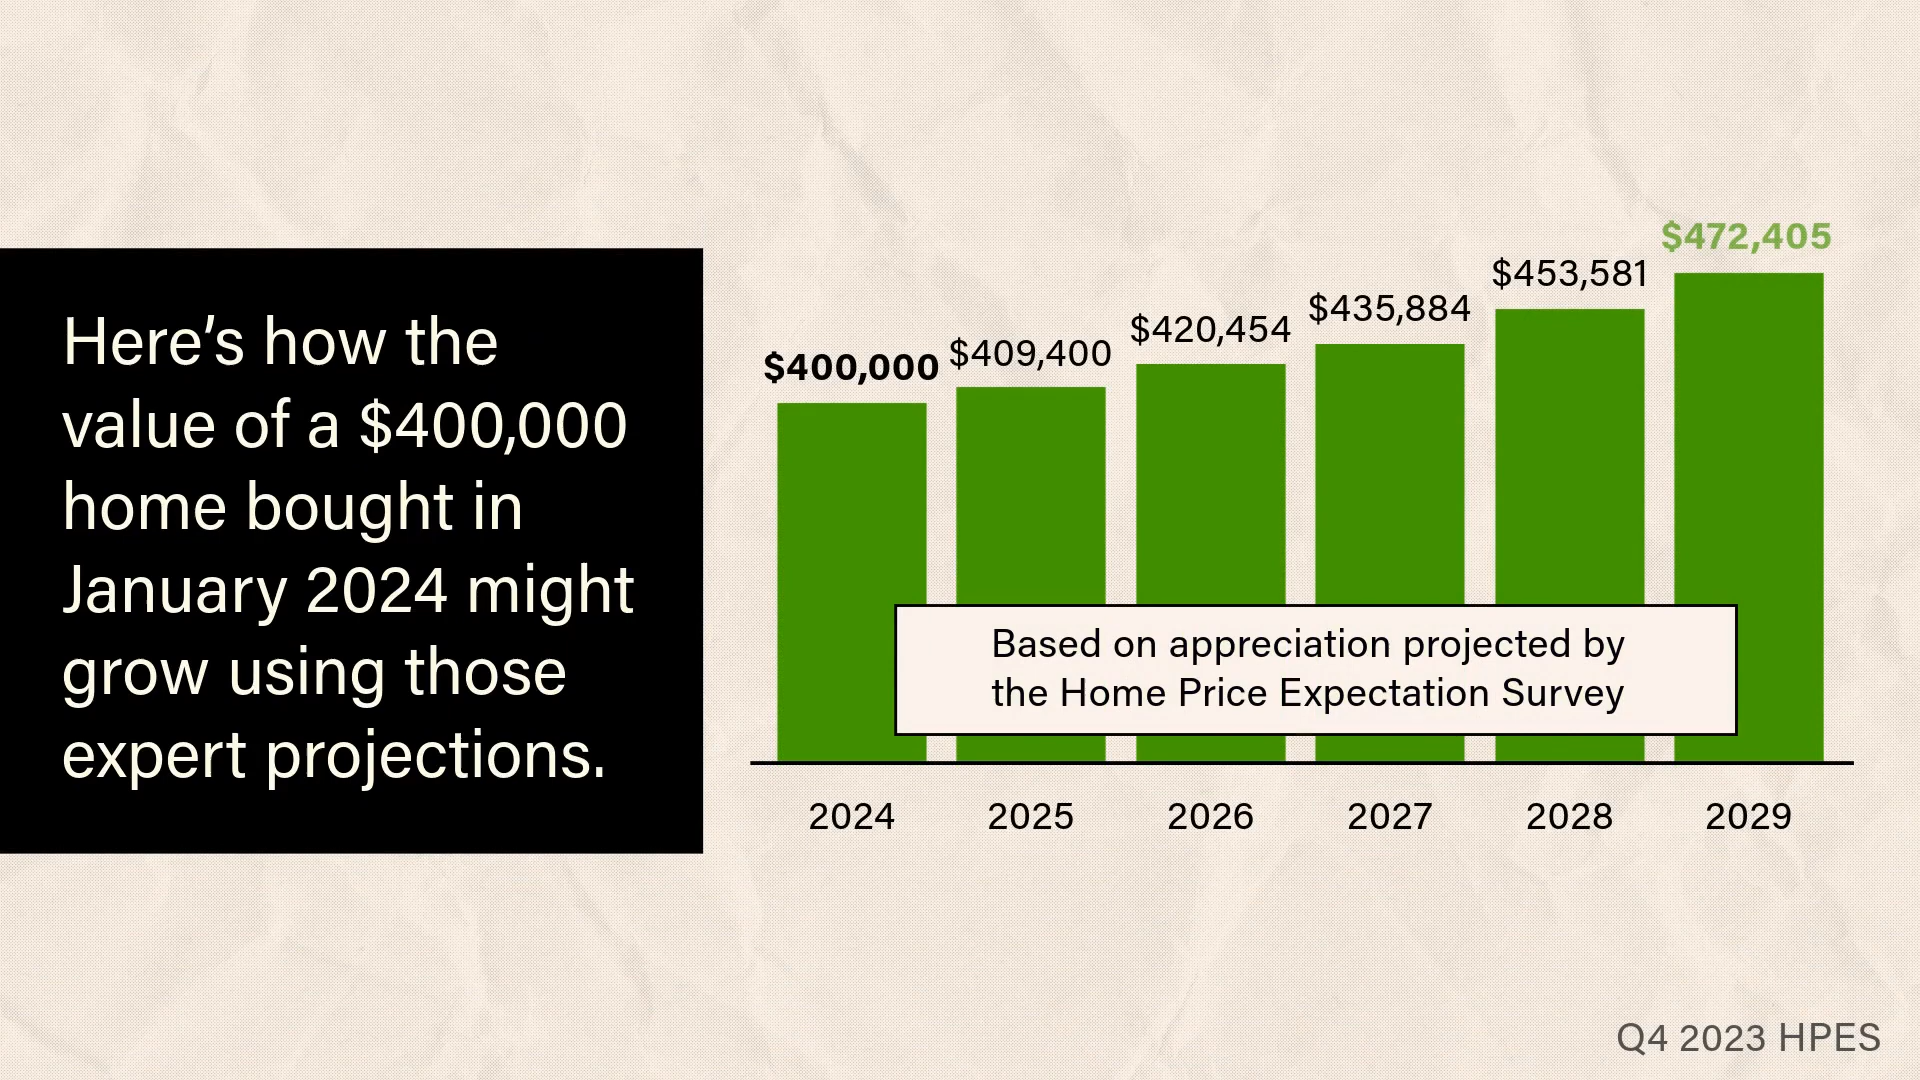 Here’s how the
value of a $400,000
home bought in
January 2024 might
grow using those
expert projections.
$400,000
$409,400
$420,454
$435,884
$453,581
$472,405
Based on appreciation projected by
the Home Price Expectation Survey
2024 2025 2026 2027 2028 2029
Q4 2023 HPES